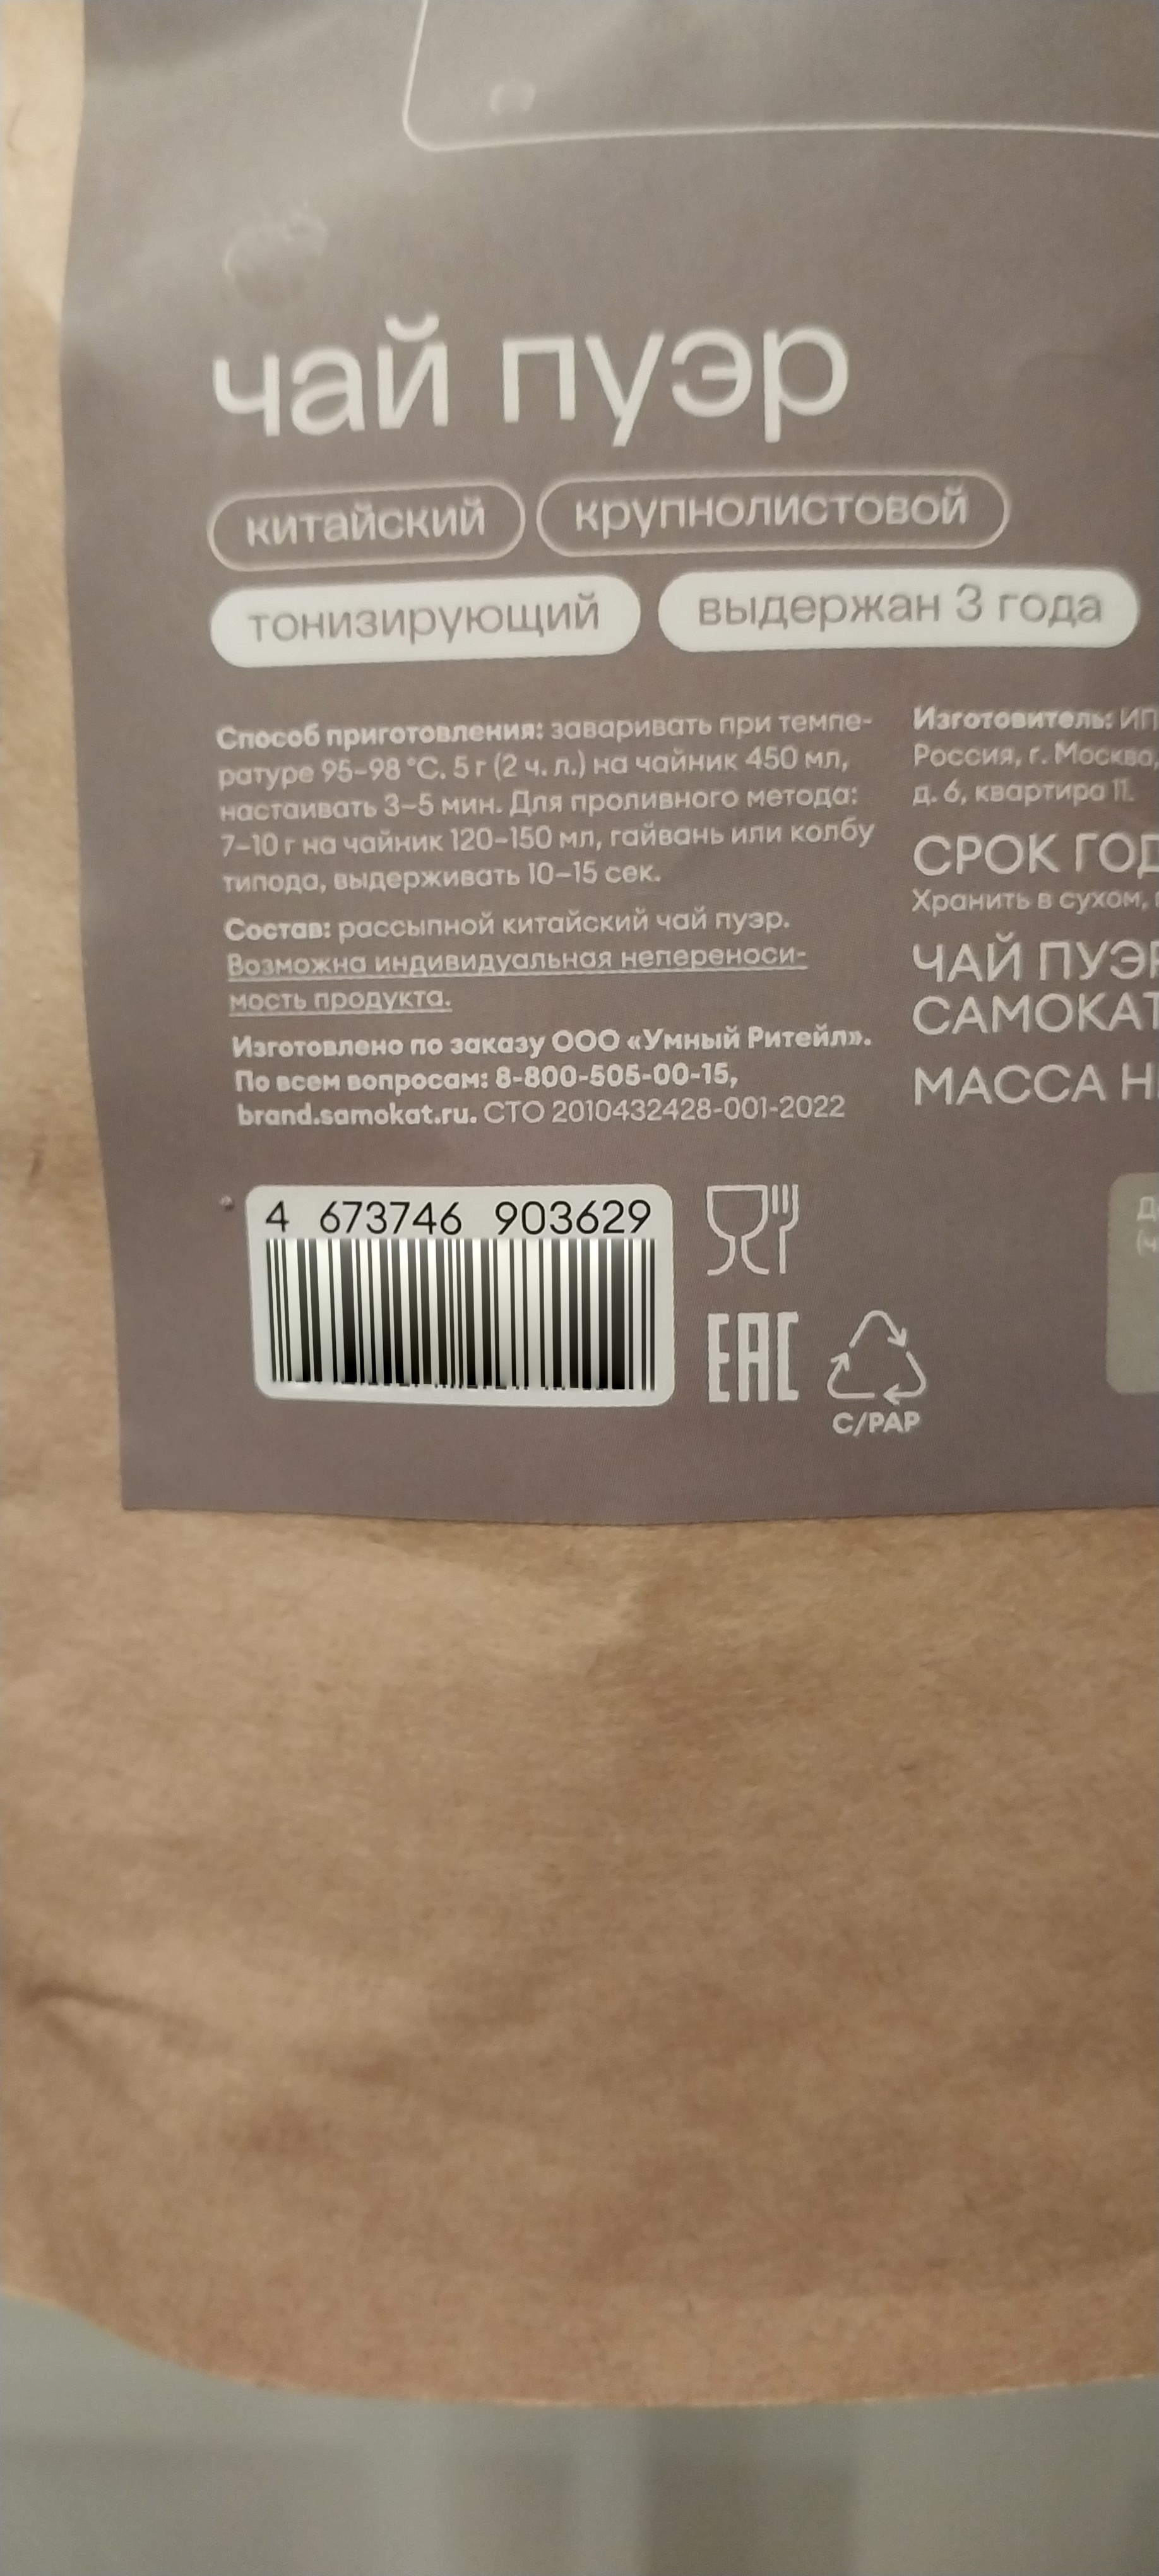 чай пуэр
китайский крупнолистовой
тонизирующий выдержан 3 года
Способ приготовления: заваривать при темпе-
ратуре 95–98 °С. 5 г (2 ч. л.) на чайник 450 мл,
настаивать 3–5 мин. Для проливного метода:
7–10 г на чайник 120–150 мл, гайвань или колбу
типода, выдерживать 10–15 сек.
Состав: рассыпной китайский чай пуэр.
Возможна индивидуальная непереноси-
мость продукта.
Изготовлено по заказу ООО «Умный Ритейл».
По всем вопросам: 8-800-505-00-15,
brand.samokat.ru. СТО 2010432428-001-2022
Изготовитель: ИП
Россия, г. Москва,
д. 6, квартира 11.
СРОК ГОД
Хранить в сухом,
ЧАЙ ПУЭР
САМОКАТ
МАССА Н
4 673746 903629
EAC
C/PAP